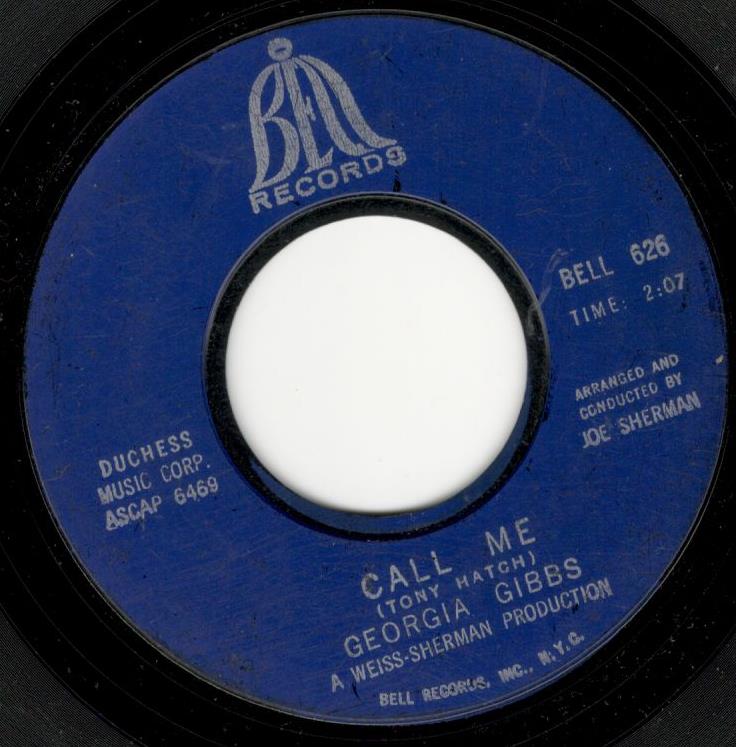 BELL
RECORDS
BELL 626
TIME: 2:07
ARRANGED AND
CONDUCTED BY
JOE SHERMAN
DUCHESS
MUSIC CORP.
ASCAP 6469
CALL ME
(TONY HATCH)
GEORGIA GIBBS
A WEISS-SHERMAN PRODUCTION
BELL RECORDS, INC., N.Y.C.